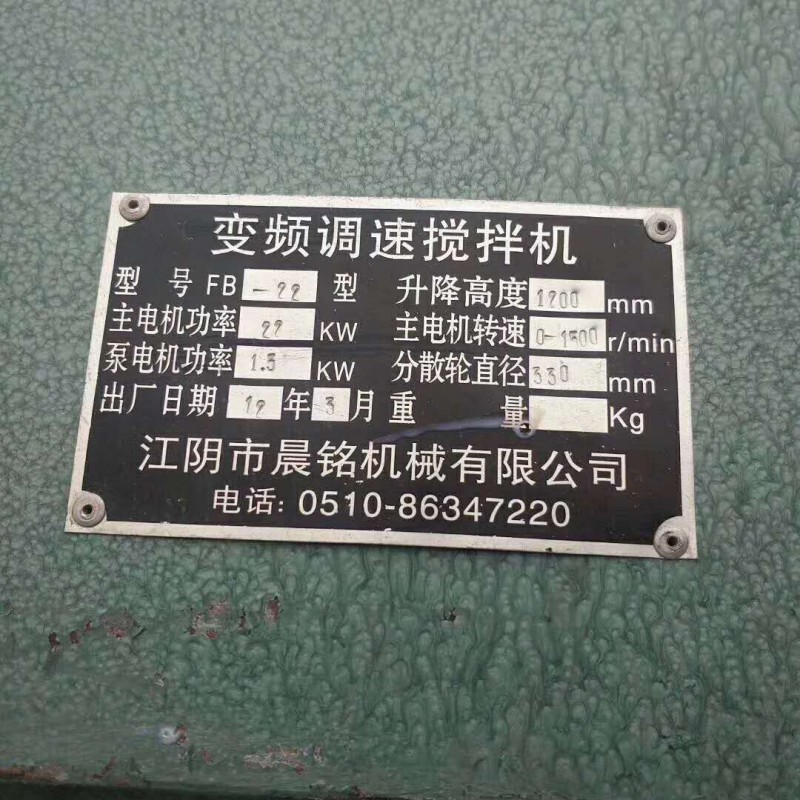 变频调速搅拌机
型 号 FB -22 型 升降高度 1200 mm
主电机功率 22 KW 主电机转速 0-1500 r/min
泵电机功率 1.5 KW 分散轮直径 330 mm
出厂日期 12 年 3 月 重 量 Kg
江阴市晨铭机械有限公司
电话: 0510-86347220